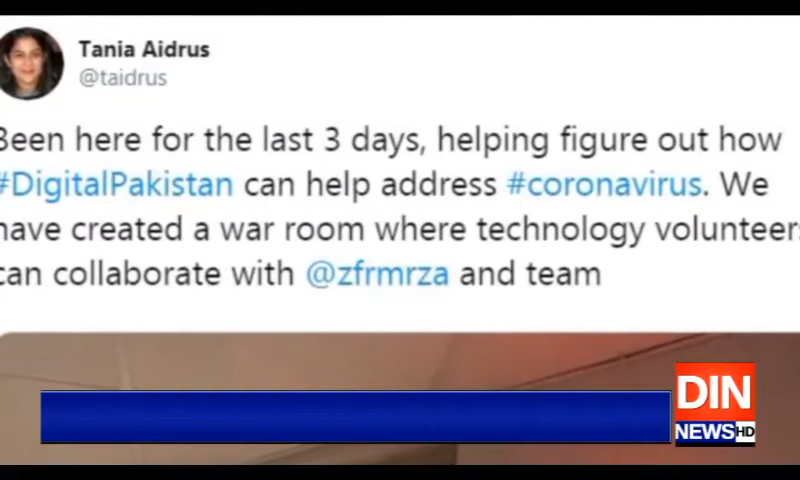 Tania Aidrus
@taidrus
Been here for the last 3 days, helping figure out how
#DigitalPakistan can help address #coronavirus. We
have created a war room where technology volunteers
can collaborate with @zfrmrza and team
DIN
NEWS HD